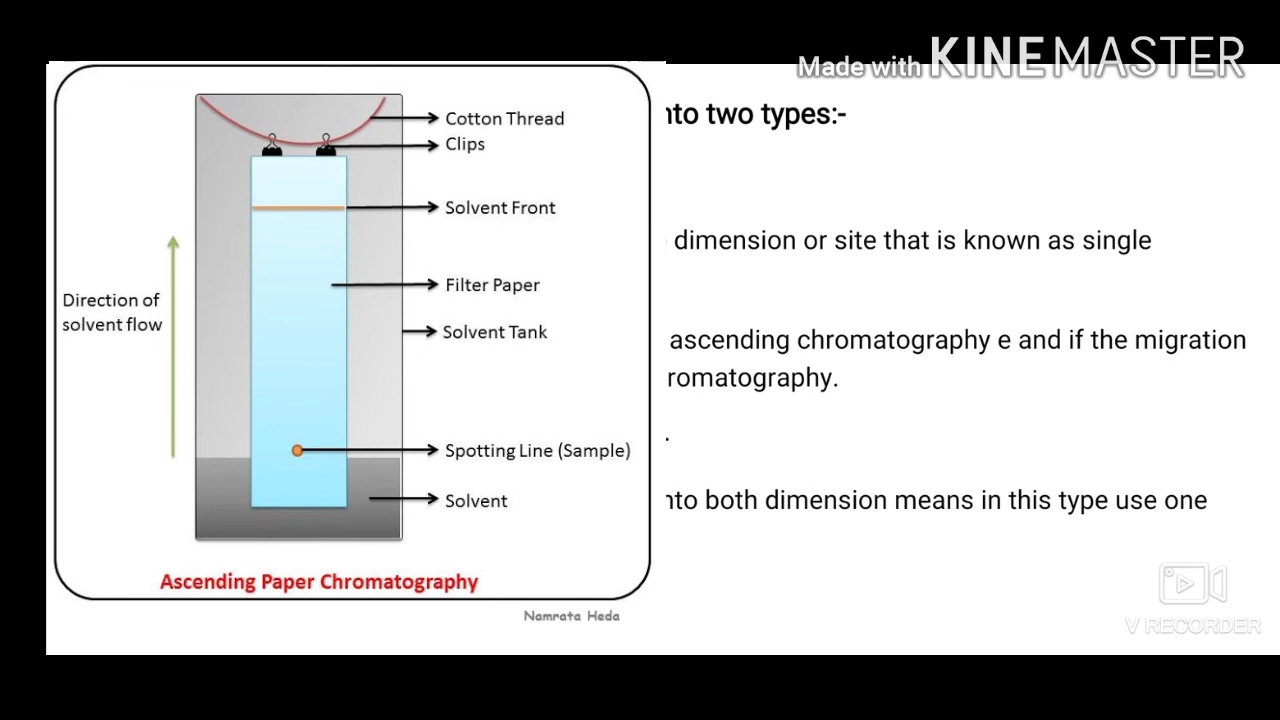 Made with KINEMASTER
Cotton Thread
Clips
Solvent Front
Filter Paper
Solvent Tank
Direction of
solvent flow
Spotting Line (Sample)
Solvent
Ascending Paper Chromatography
Namrata Heda
nto two types:-
dimension or site that is known as single
ascending chromatography e and if the migration
romatography.
.
nto both dimension means in this type use one
V RECORDER